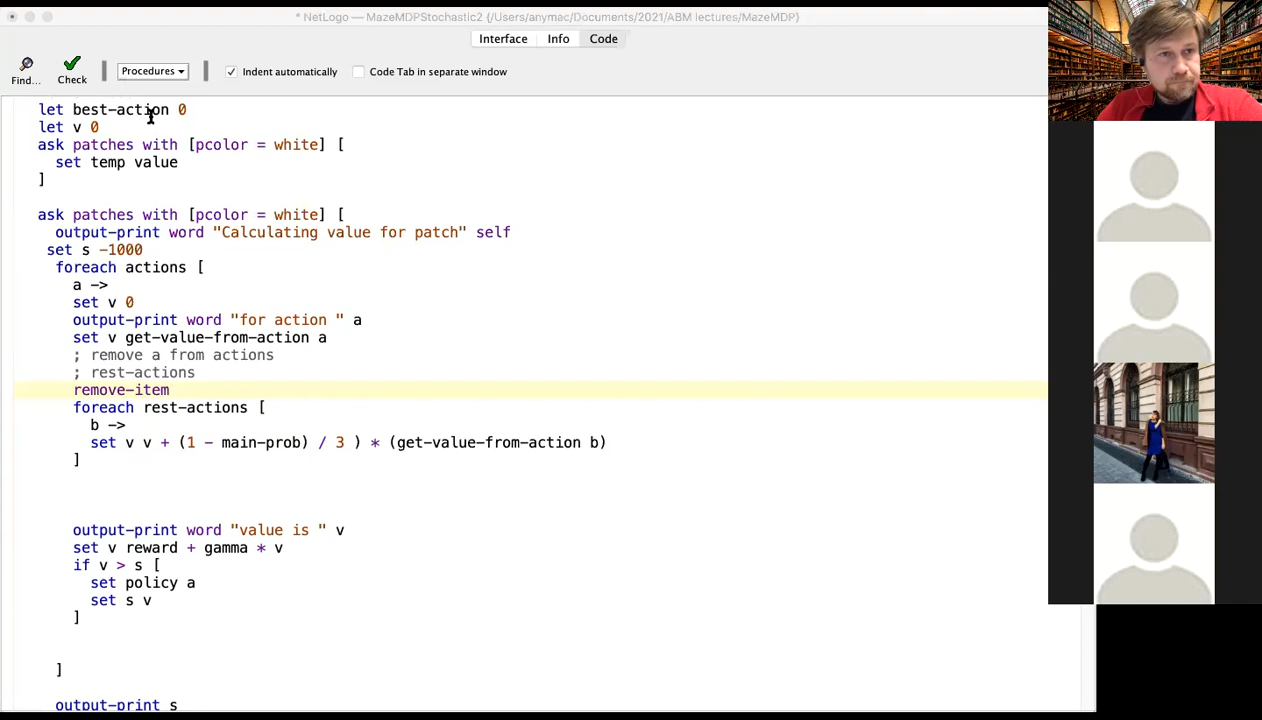 * NetLogo — MazeMDPStochastic2 {/Users/anymac/Documents/2021/ABM lectures/MazeMDP}
Interface Info Code
Find... Check Procedures Indent automatically Code Tab in separate window
let best-action 0
let v 0
ask patches with [pcolor = white] [
set temp value
]
ask patches with [pcolor = white] [
output-print word "Calculating value for patch" self
set s -1000
foreach actions [
a ->
set v 0
output-print word "for action " a
set v get-value-from-action a
; remove a from actions
; rest-actions
remove-item
foreach rest-actions [
b ->
set v v + (1 - main-prob) / 3 ) * (get-value-from-action b)
]
output-print word "value is " v
set v reward + gamma * v
if v > s [
set policy a
set s v
]
]
output-print s